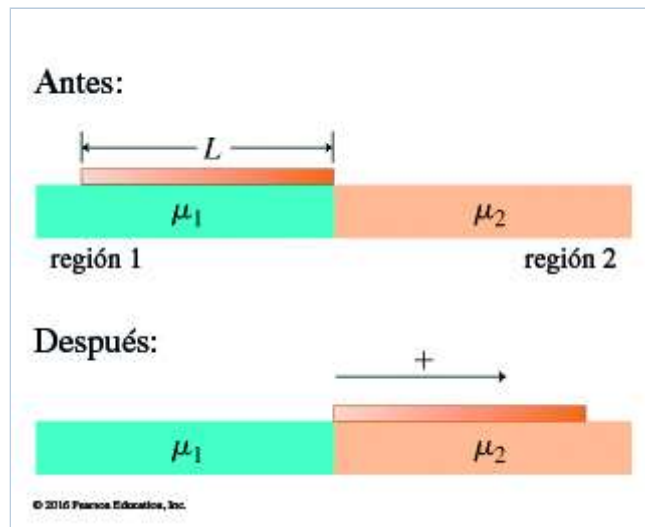 Antes:
L
μ₁ μ₂
región 1 región 2
Después:
+
μ₁ μ₂
© 2016 Pearson Education, Inc.